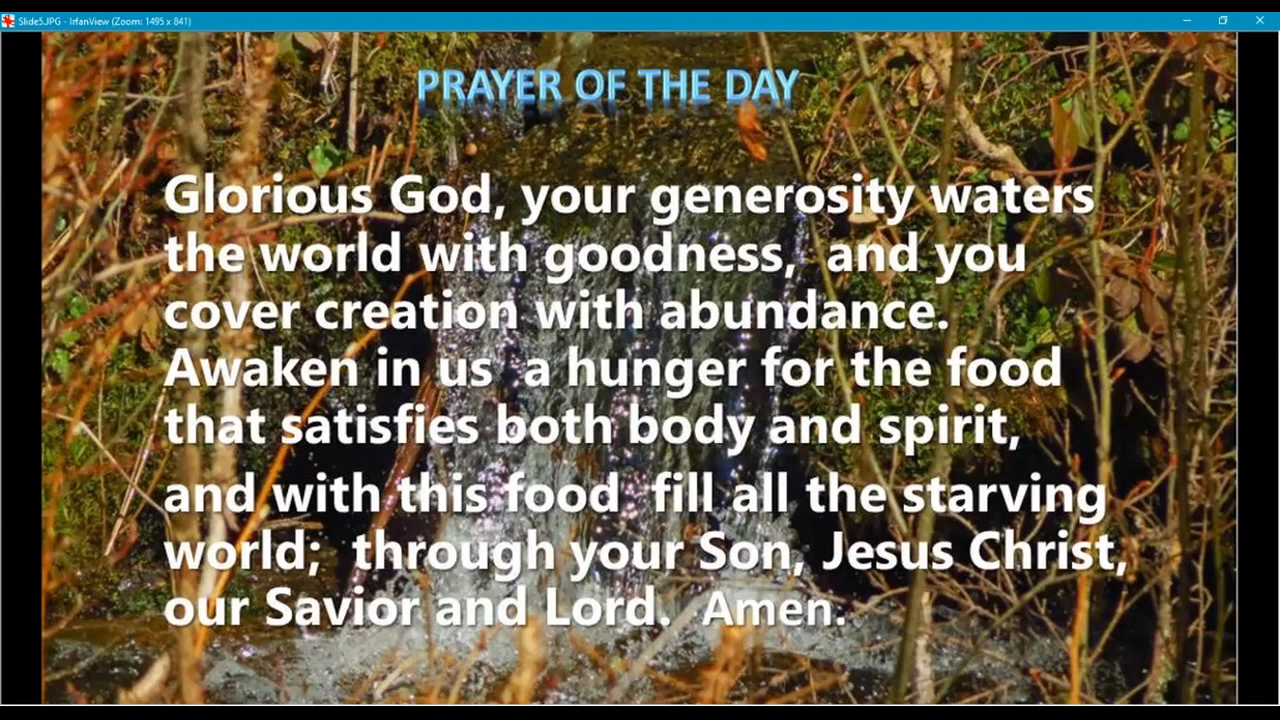 Slide5.JPG - IrfanView (Zoom: 1495 x 841)
PRAYER OF THE DAY
Glorious God, your generosity waters
the world with goodness,  and you
cover creation with abundance.
Awaken in us  a hunger for the food
that satisfies both body and spirit,
and with this food  fill all the starving
world;  through your Son, Jesus Christ,
our Savior and Lord.  Amen.